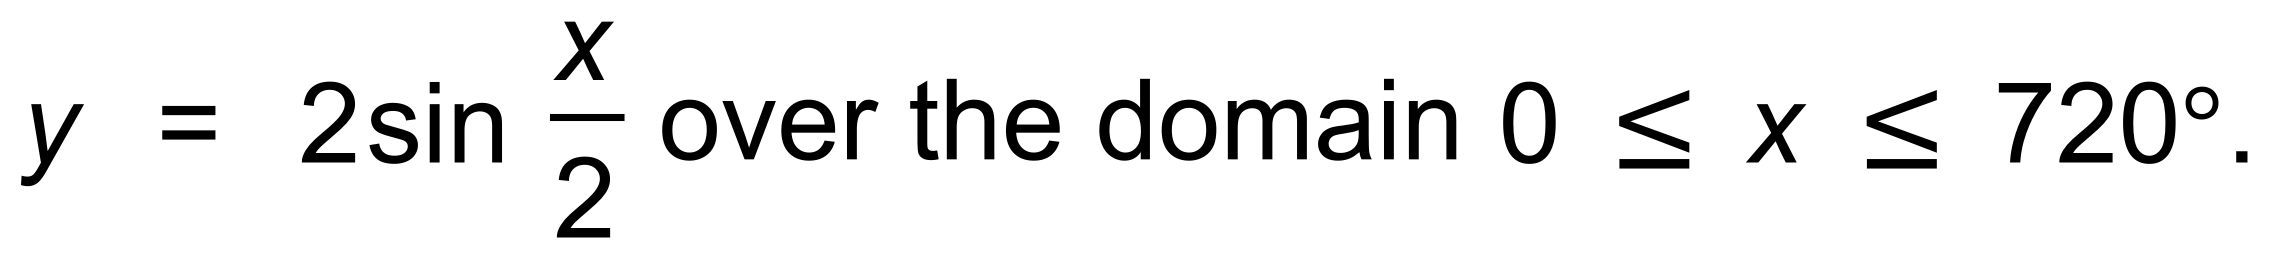 y = 2sin x/2 over the domain 0 ≤ x ≤ 720°.